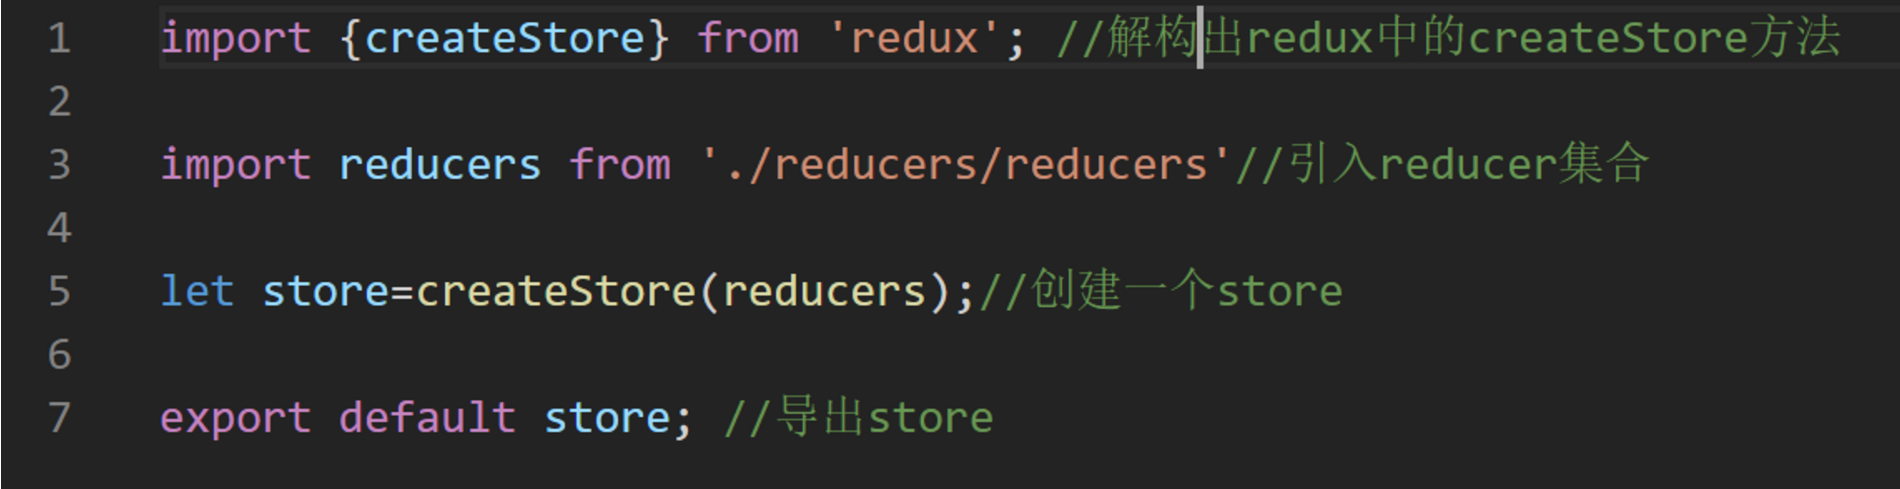 1 import {createStore} from 'redux'; //解构出redux中的createStore方法
2
3 import reducers from './reducers/reducers'//引入reducer集合
4
5 let store=createStore(reducers);//创建一个store
6
7 export default store; //导出store